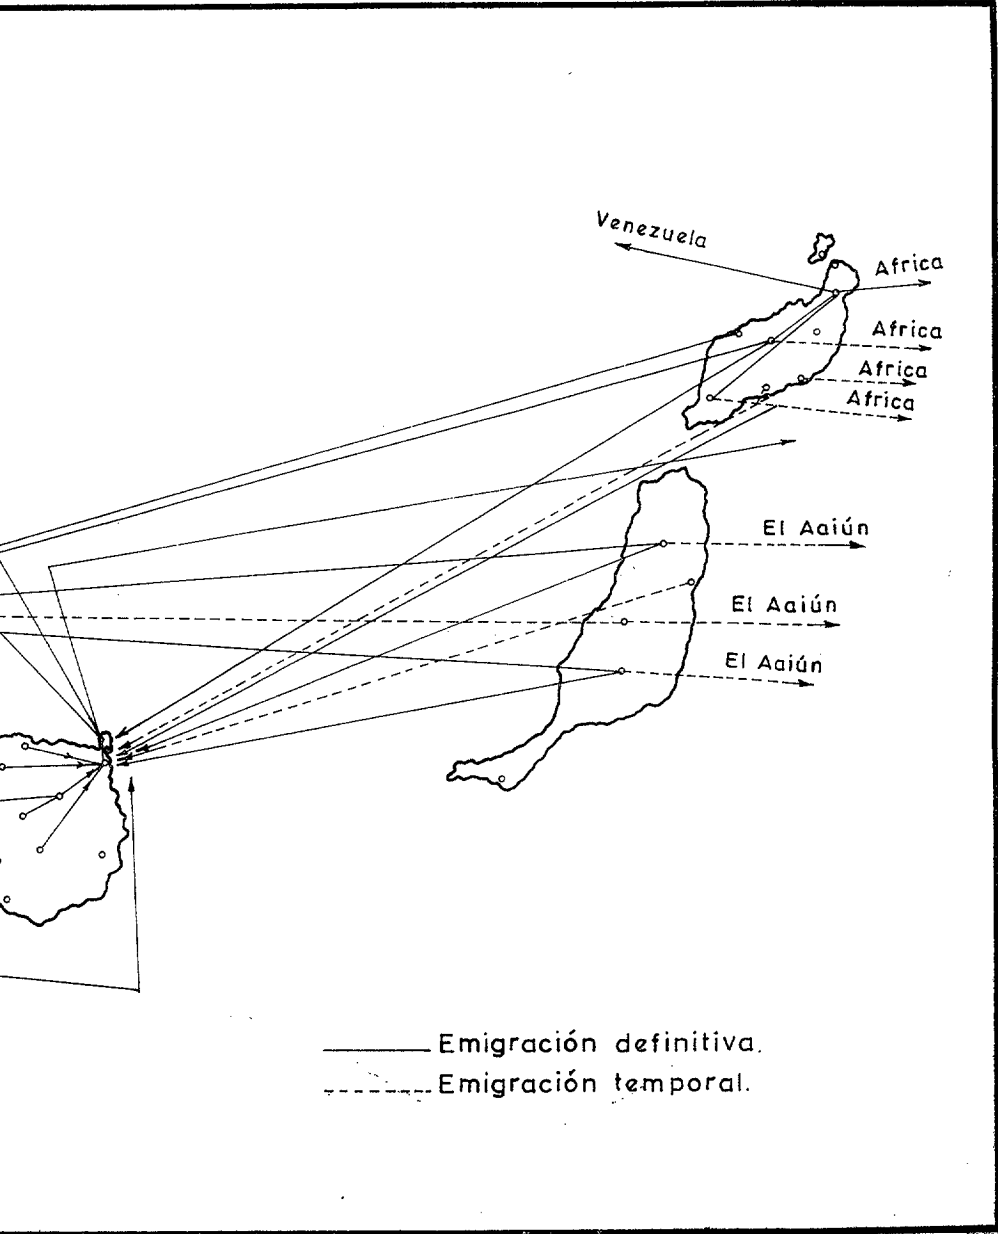 Venezuela
Africa
Africa
Africa
Africa
El Aaiún
El Aaiún
El Aaiún
Emigración definitiva.
Emigración temporal.